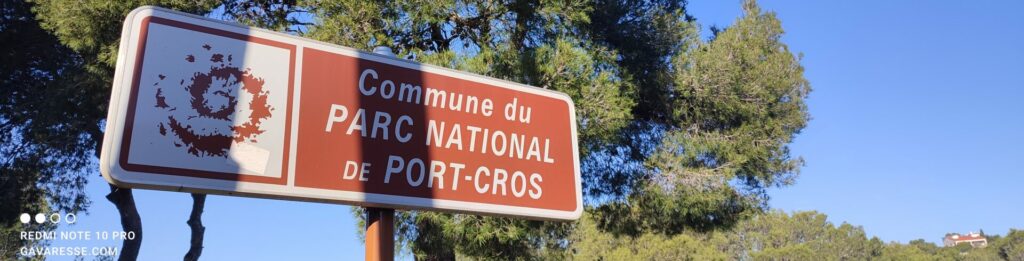 Commune du
PARC NATIONAL
DE PORT-CROS
REDMI NOTE 10 PRO
GAVARESSE.COM